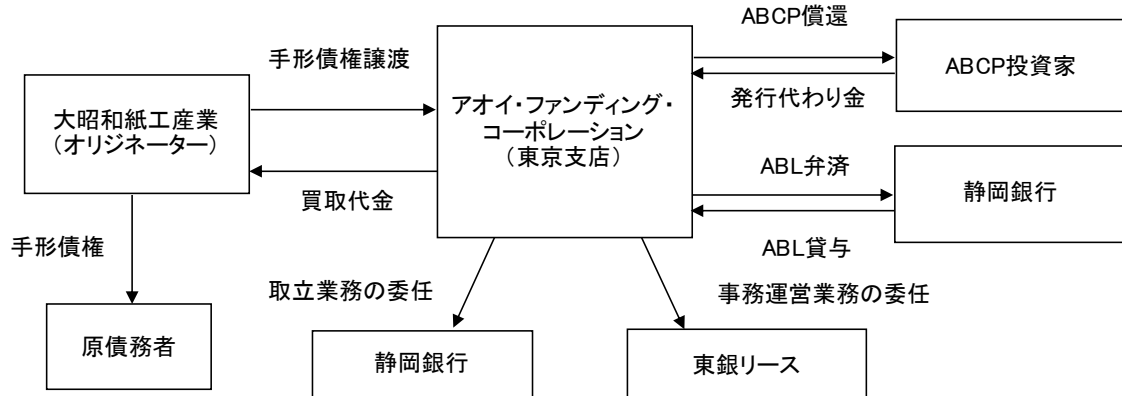 ABCP償還
手形債権譲渡
ABCP投資家
アオイ・ファンディング・
コーポレーション
（東京支店）
大昭和紙工産業
（オリジネーター）
発行代わり金
ABL弁済
買取代金
静岡銀行
手形債権
ABL貸与
取立業務の委任
事務運営業務の委任
原債務者
静岡銀行
東銀リース